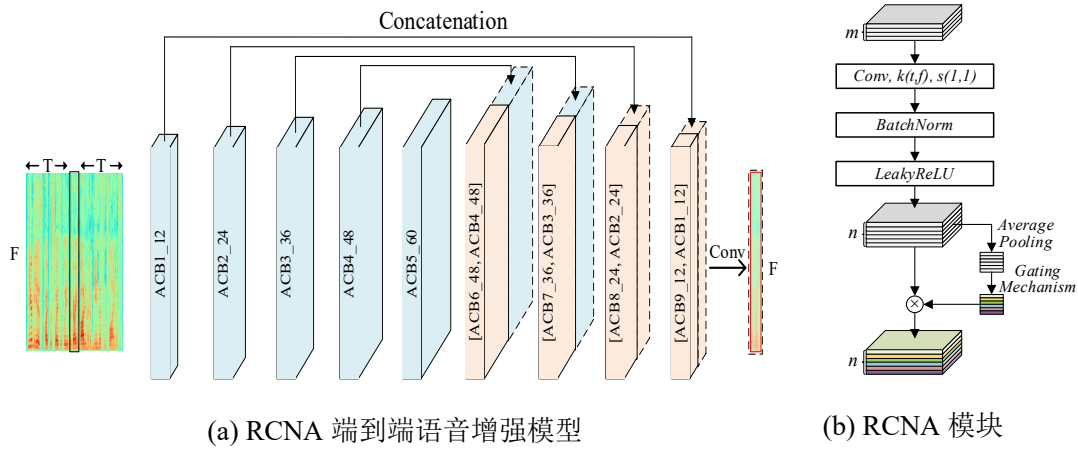 Concatenation
← T → ← T →
F
ACB1_12
ACB2_24
ACB3_36
ACB4_48
ACB5_60
[ACB6_48, ACB4_48]
[ACB7_36, ACB3_36]
[ACB8_24, ACB2_24]
[ACB9_12, ACB1_12]
Conv
F
(a) RCNA 端到端语音增强模型
m
Conv, k(t,f), s(1,1)
BatchNorm
LeakyReLU
n
Average
Pooling
Gating
Mechanism
n
(b) RCNA 模块